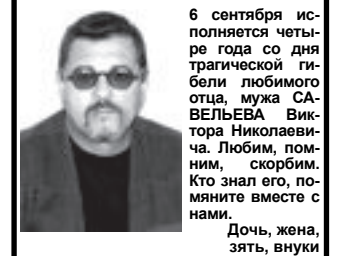 6 сентября ис-
полняется четы-
ре года со дня
трагической ги-
бели любимого
отца, мужа СА-
ВЕЛЬЕВА Вик-
тора Николаеви-
ча. Любим, пом-
ним, скорбим.
Кто знал его, по-
мяните вместе с
нами.
Дочь, жена,
зять, внуки